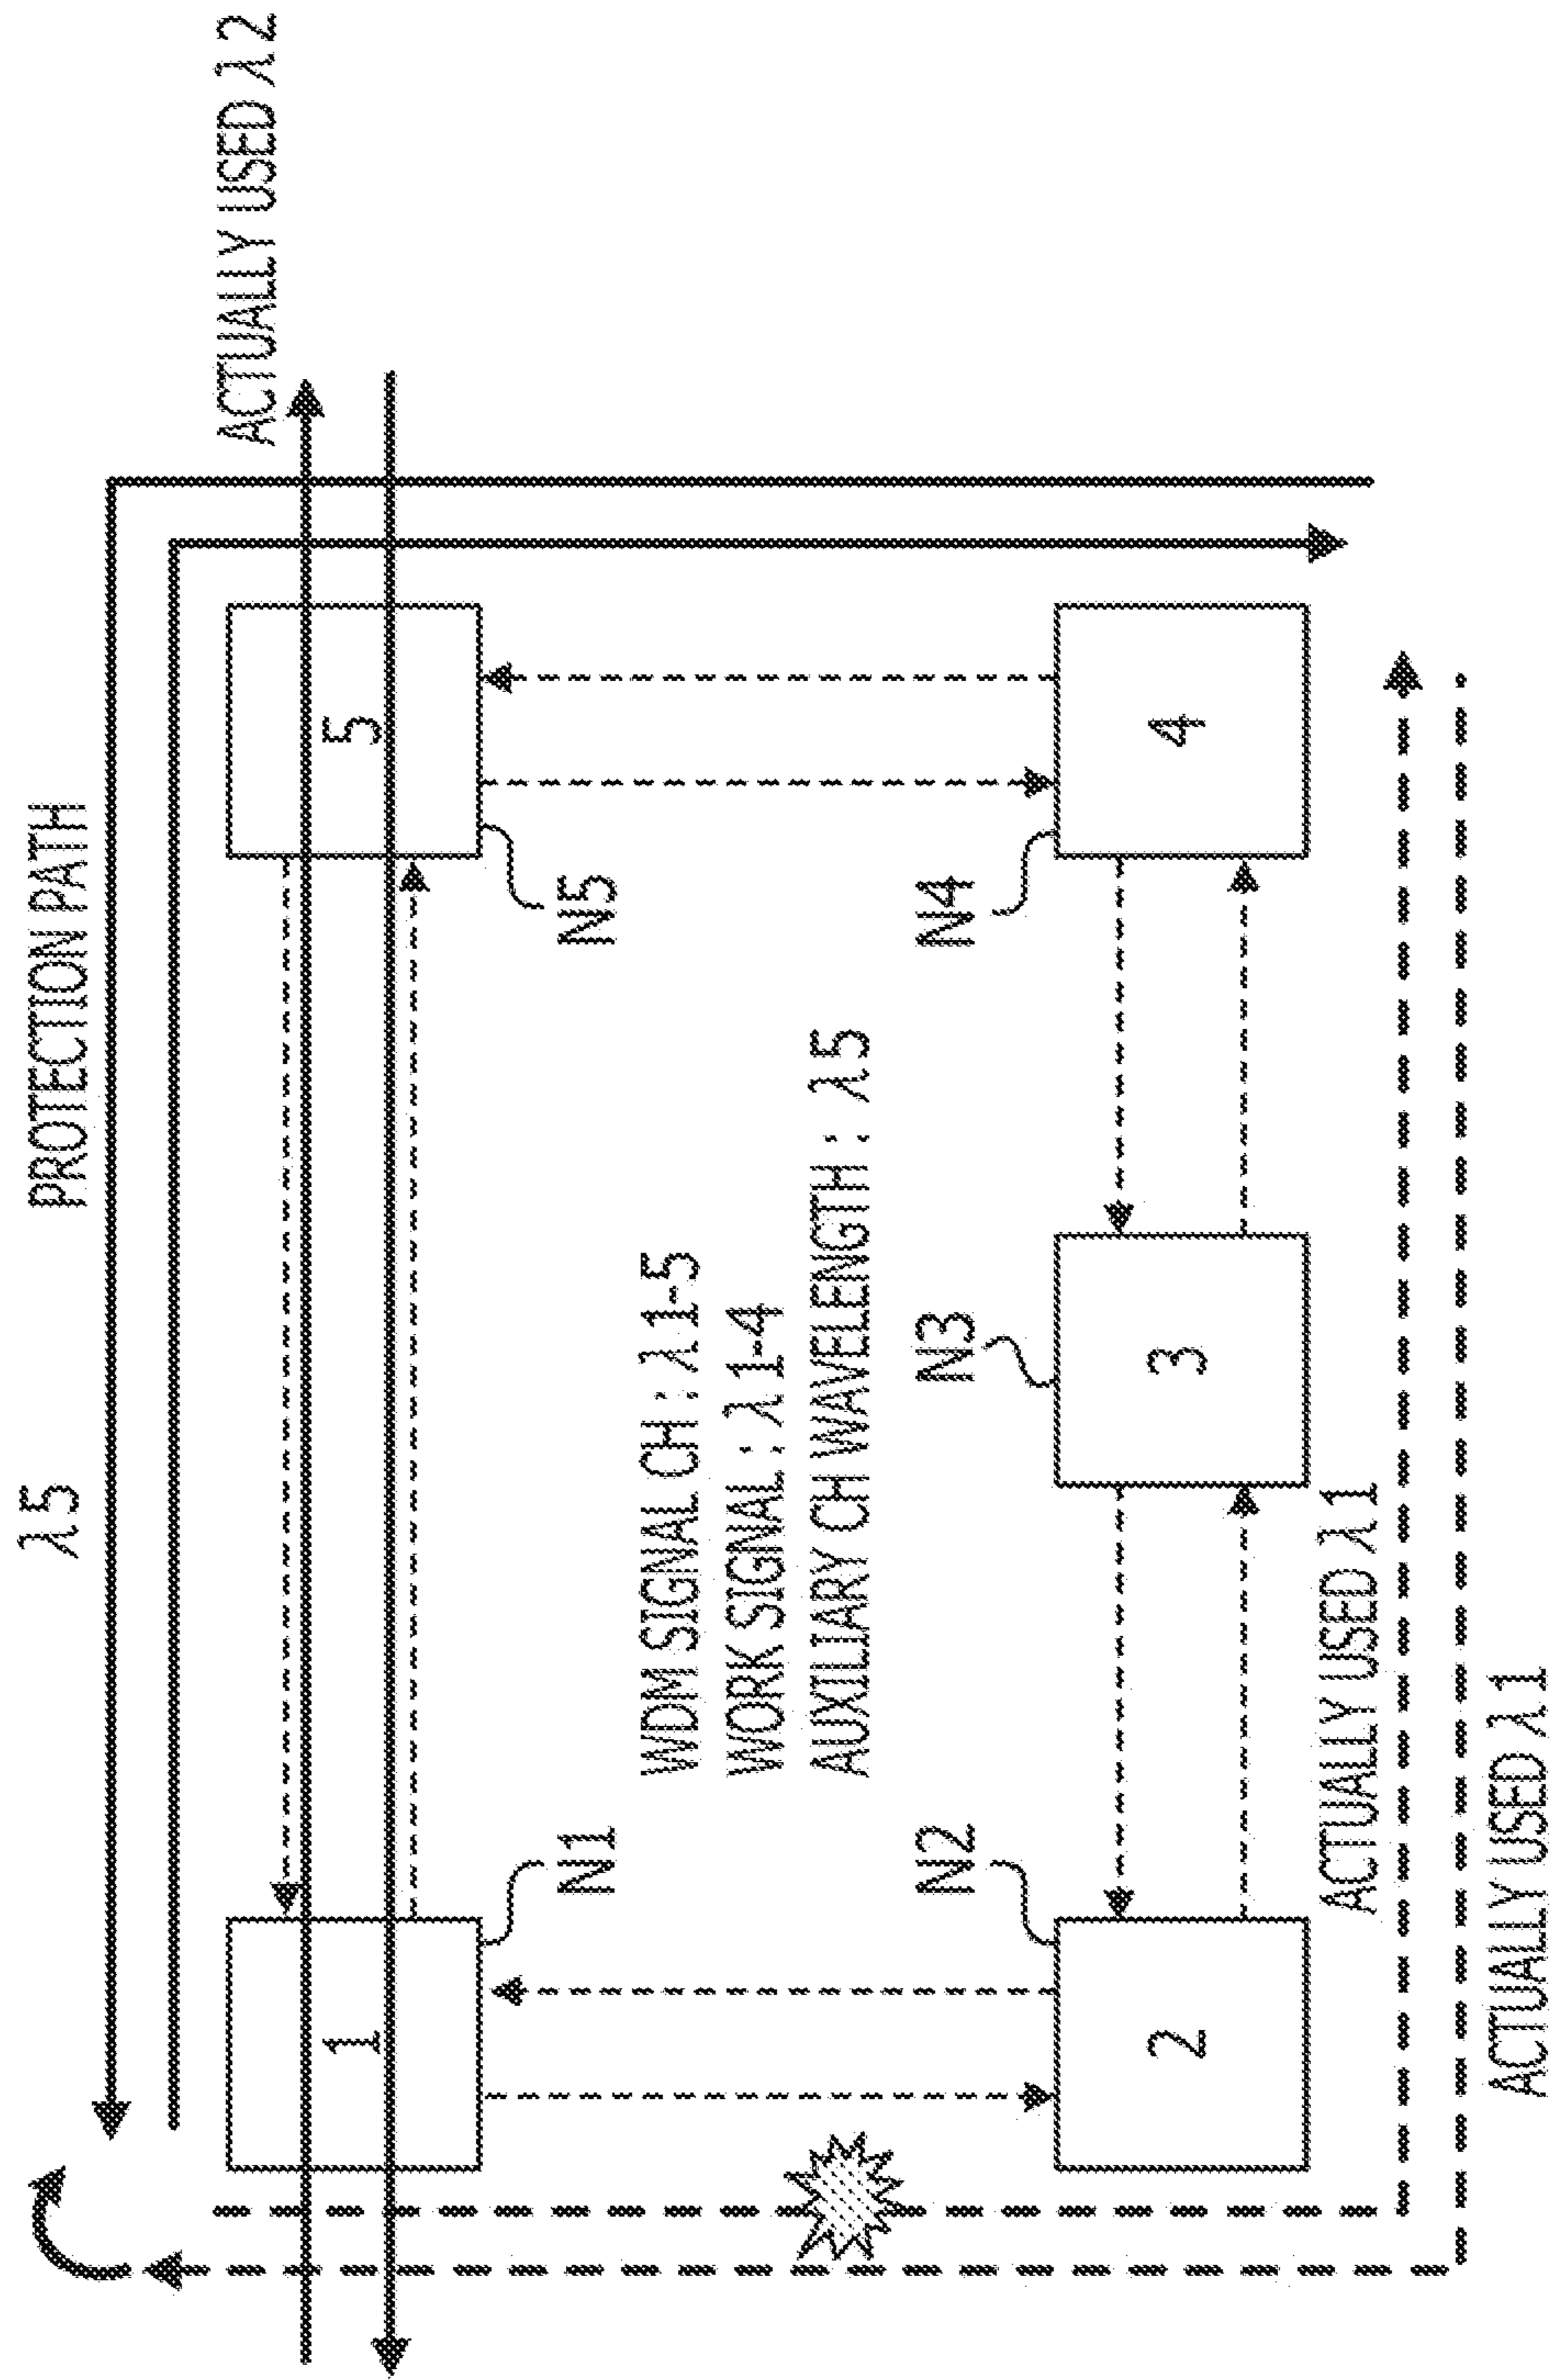 λ5
PROTECTION PATH
ACTUALLY USED λ2
1
5
N1
N5
WDM SIGNAL CH : λ1-5
WORK SIGNAL : λ1-4
AUXILIARY CH WAVELENGTH : λ5
N2
N3
N4
2
3
4
ACTUALLY USED λ1
ACTUALLY USED λ1